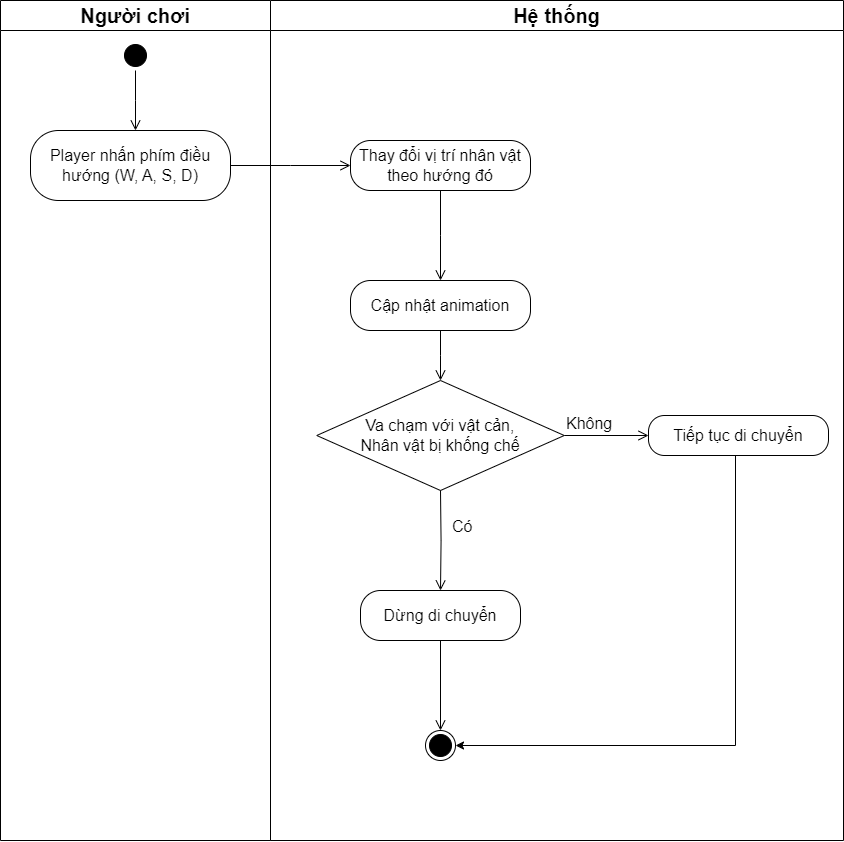 Người chơi
Hệ thống
Player nhấn phím điều
hướng (W, A, S, D)
Thay đổi vị trí nhân vật
theo hướng đó
Cập nhật animation
Va chạm với vật cản,
Nhân vật bị khống chế
Không
Tiếp tục di chuyển
Có
Dừng di chuyển